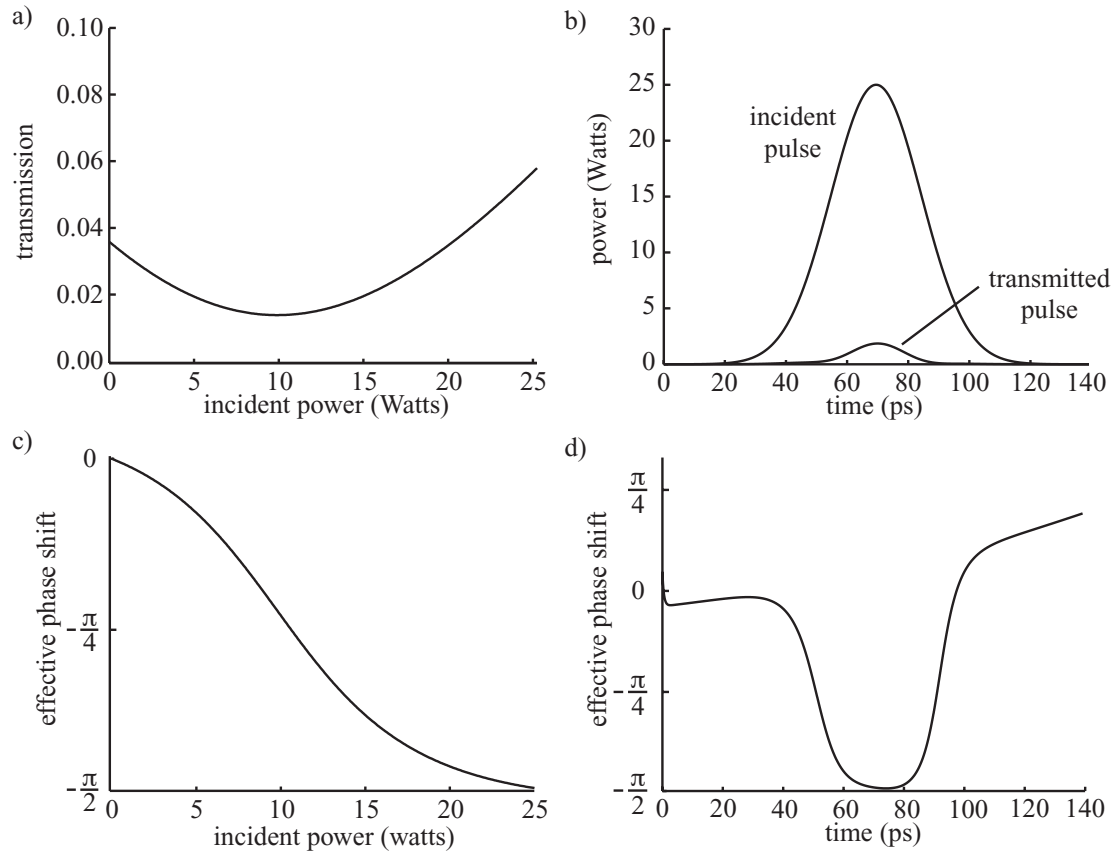 a)
0.10
0.08
0.06
0.04
0.02
0.00
transmission
0 5 10 15 20 25
incident power (Watts)
b)
30
25
20
15
10
5
0
power (Watts)
incident
pulse
transmitted
pulse
0 20 40 60 80 100 120 140
time (ps)
c)
0
-π/4
-π/2
effective phase shift
0 5 10 15 20 25
incident power (watts)
d)
π/4
0
-π/4
-π/2
effective phase shift
0 20 40 60 80 100 120 140
time (ps)